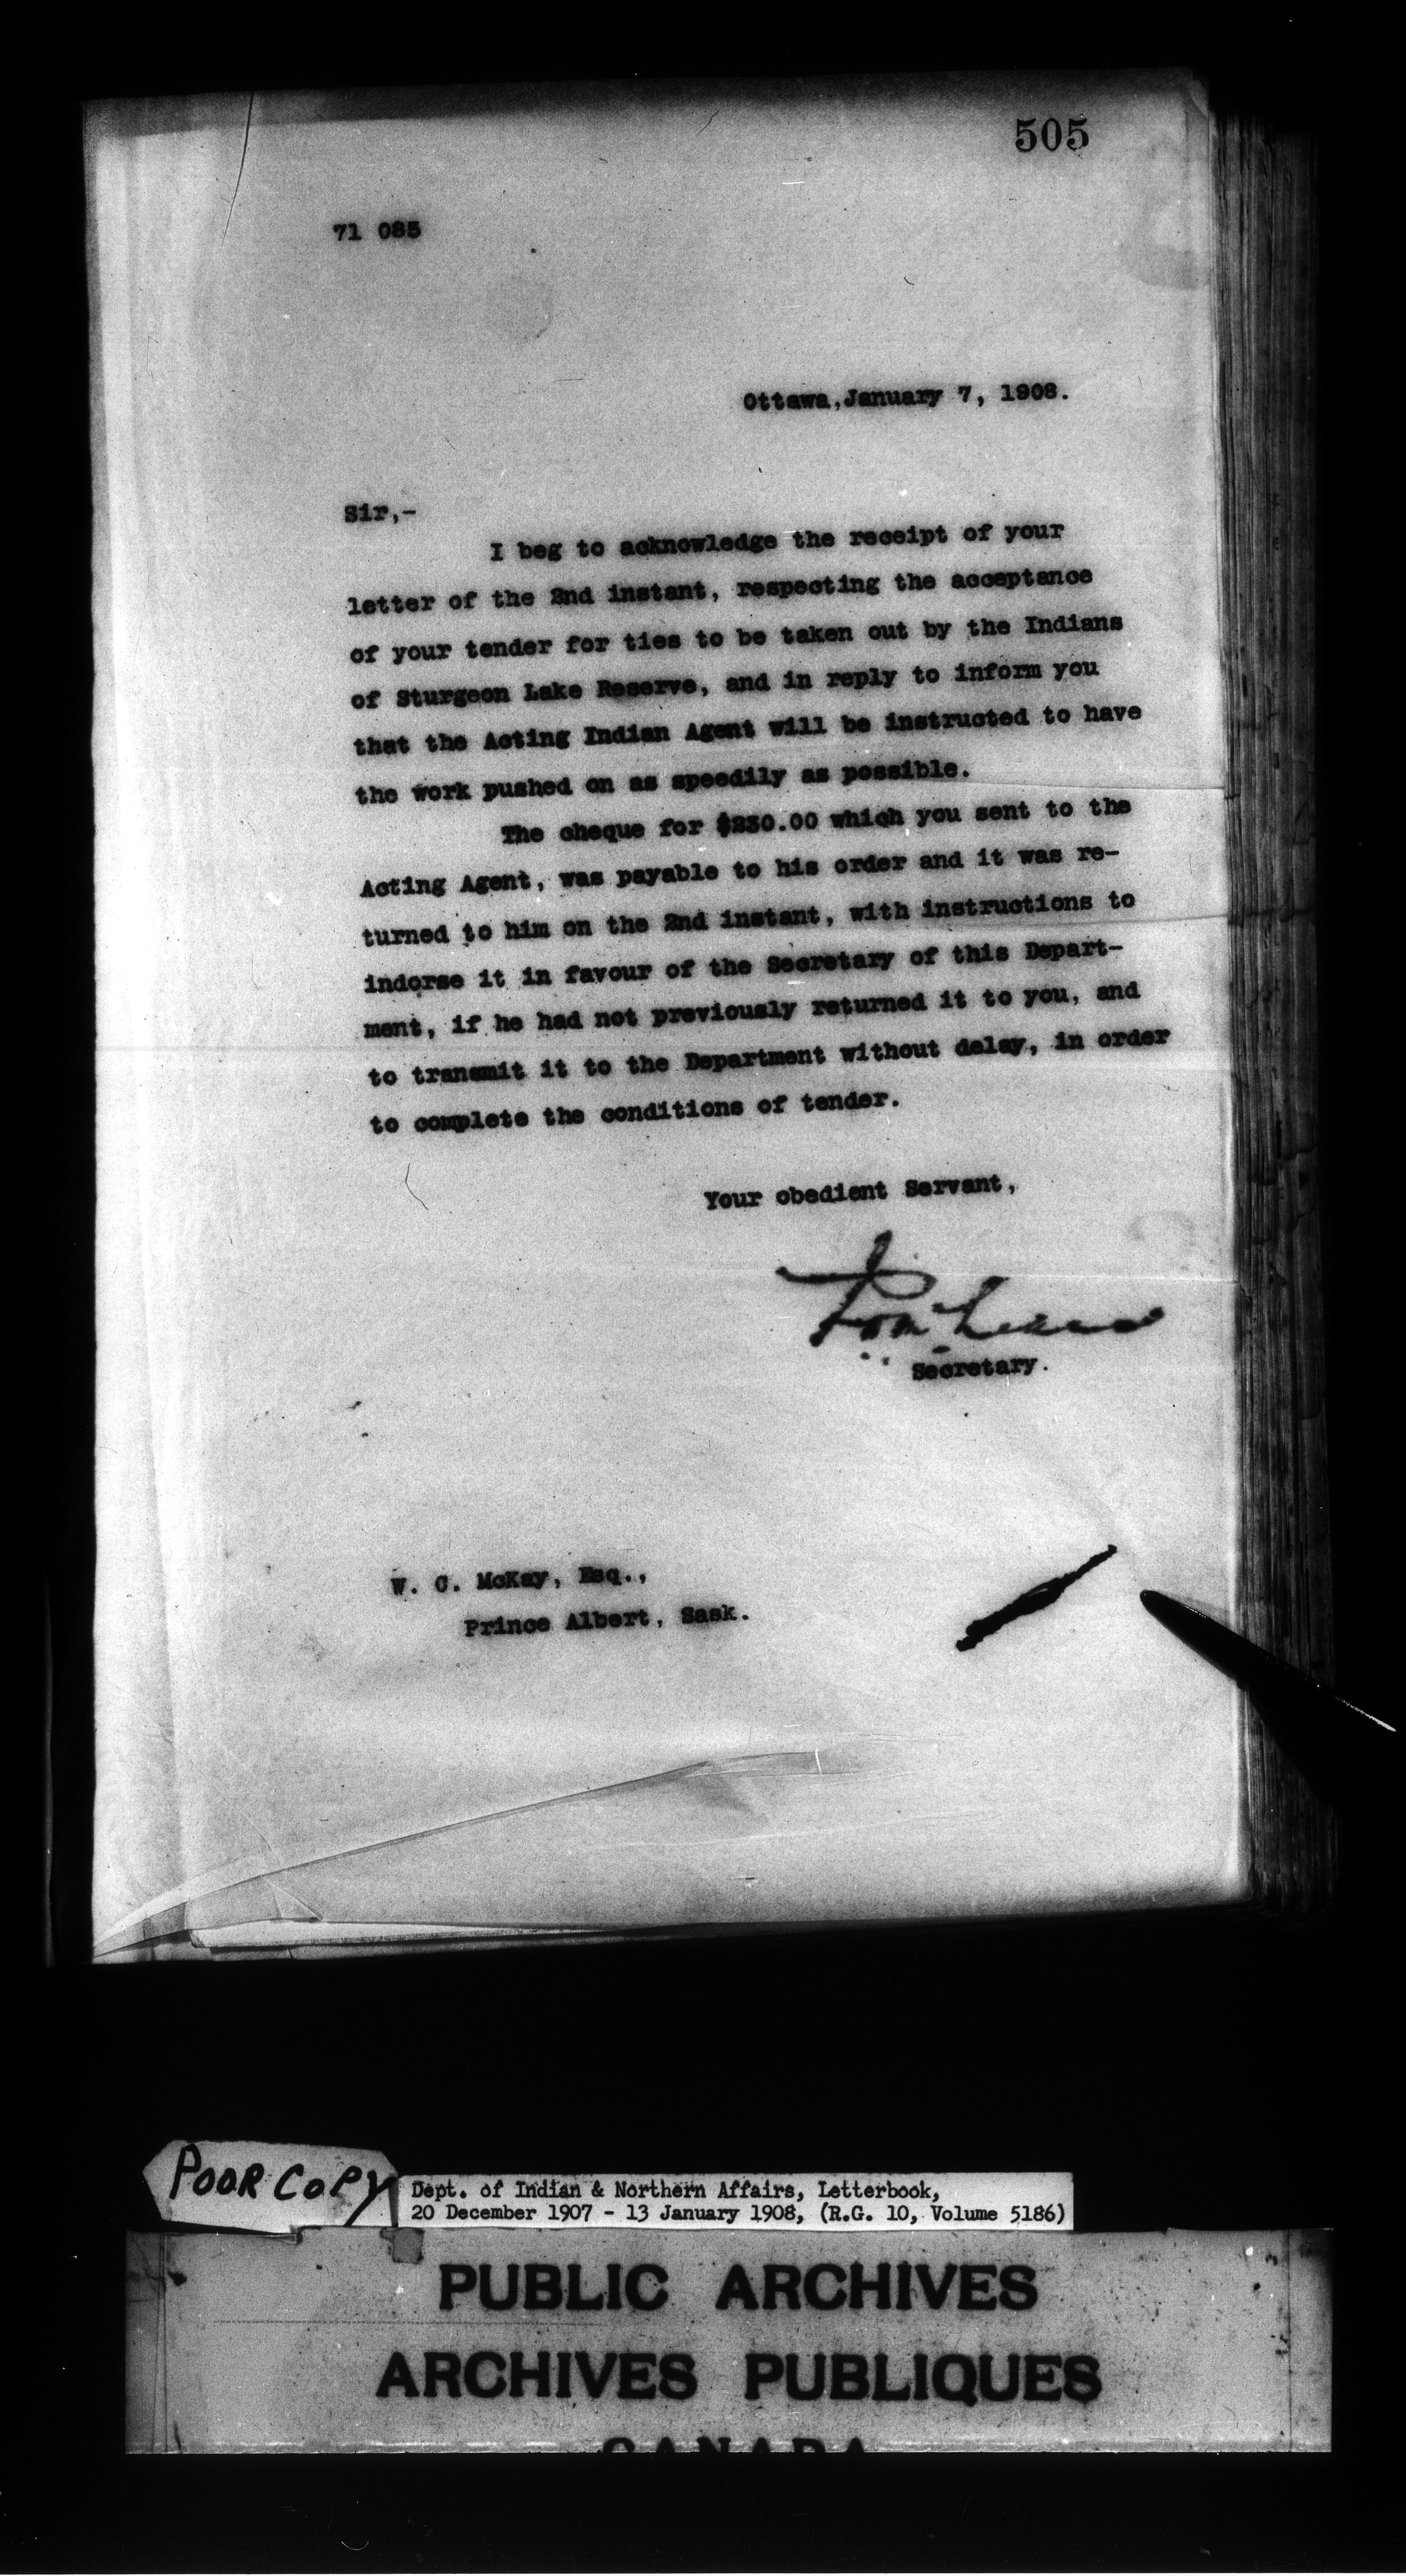 505
71 085
Ottawa,January 7, 1908.
Sir,-
I beg to acknowledge the receipt of your
letter of the 2nd instant, respecting the acceptance
of your tender for ties to be taken out by the Indians
of Sturgeon Lake Reserve, and in reply to inform you
that the Acting Indian Agent will be instructed to have
the work pushed on as speedily as possible.
The cheque for $230.00 which you sent to the
Acting Agent, was payable to his order and it was re-
turned to him on the 2nd instant, with instructions to
indorse it in favour of the Secretary of this Depart-
ment, if he had not previously returned it to you, and
to transmit it to the Department without delay, in order
to complete the conditions of tender.
Your obedient Servant,
Secretary.
W. C. McKay, Esq.,
Prince Albert, Sask.
POOR COPY
Dept. of Indian & Northern Affairs, Letterbook,
20 December 1907 - 13 January 1908, (R.G. 10, Volume 5186)
PUBLIC ARCHIVES
ARCHIVES PUBLIQUES
CANADA